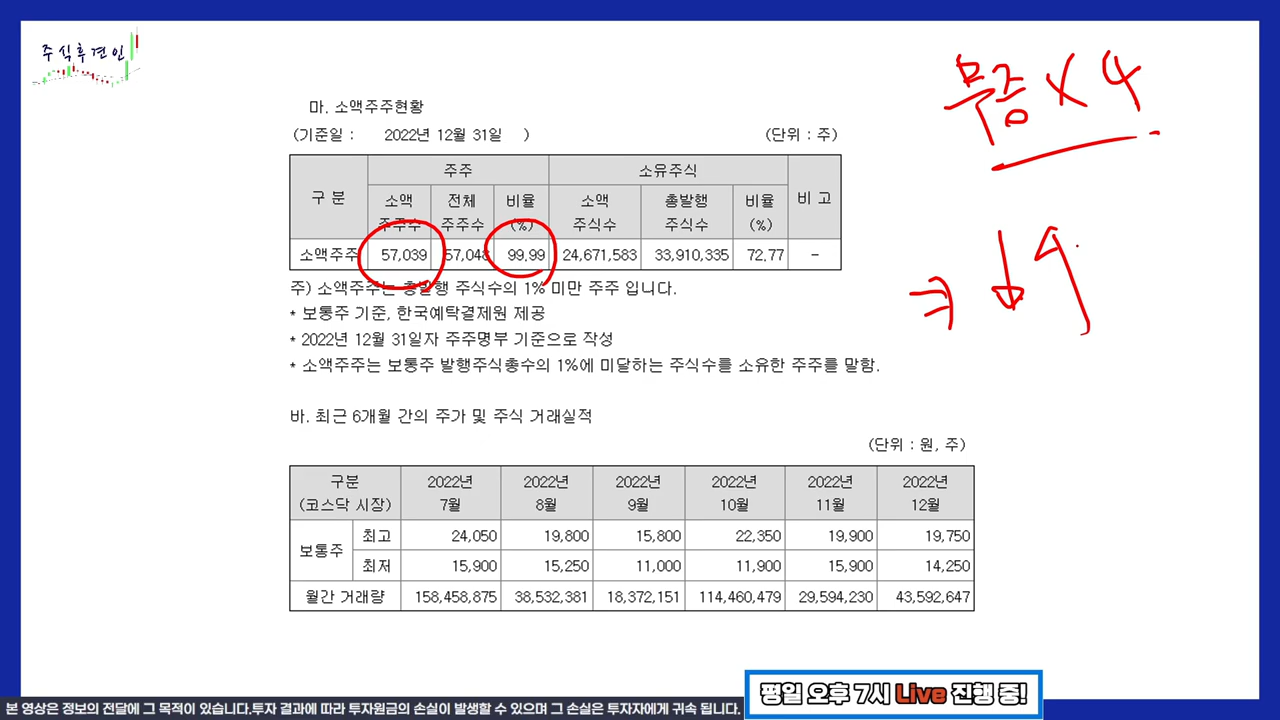 주식후견인
무증 x 4
마. 소액주주현황
(기준일 : 2022년 12월 31일 ) (단위 : 주)
구 분 주주 소유주식 비 고
소액 주주수 전체 주주수 비율 (%) 소액 주식수 총발행 주식수 비율 (%)
소액주주 57,039 57,048 99.99 24,671,583 33,910,335 72.77 -
주) 소액주주는 총발행 주식수의 1% 미만 주주 입니다.
* 보통주 기준, 한국예탁결제원 제공
* 2022년 12월 31일자 주주명부 기준으로 작성
* 소액주주는 보통주 발행주식총수의 1%에 미달하는 주식수를 소유한 주주를 말함.
바. 최근 6개월 간의 주가 및 주식 거래실적
(단위 : 원, 주)
구분 (코스닥 시장) 2022년 7월 2022년 8월 2022년 9월 2022년 10월 2022년 11월 2022년 12월
보통주 최고 24,050 19,800 15,800 22,350 19,900 19,750
최저 15,900 15,250 11,000 11,900 15,900 14,250
월간 거래량 158,458,875 38,532,381 18,372,151 114,460,479 29,594,230 43,592,647
평일 오후 7시 Live 진행 중!
본 영상은 정보의 전달에 그 목적이 있습니다.투자 결과에 따라 투자원금의 손실이 발생할 수 있으며 그 손실은 투자자에게 귀속 됩니다.